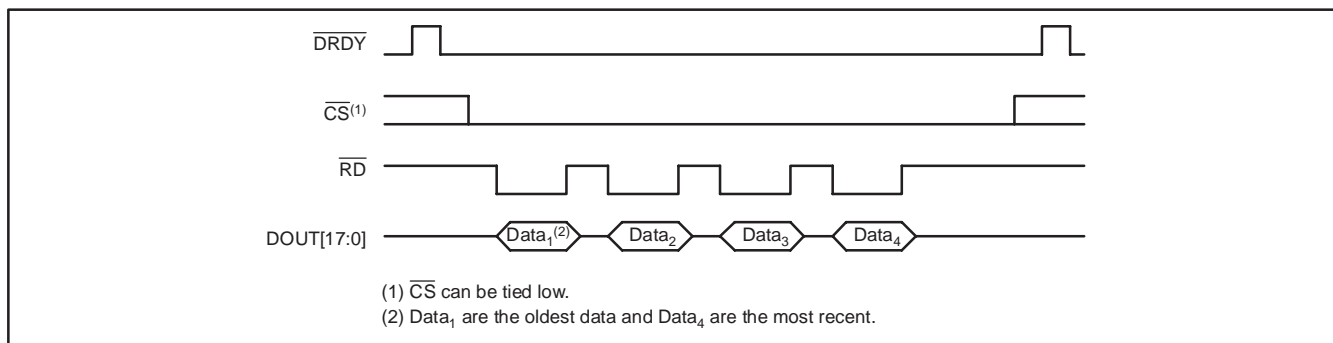 DRDY
CS(1)
RD
DOUT[17:0] Data1(2) Data2 Data3 Data4
(1) CS can be tied low.
(2) Data1 are the oldest data and Data4 are the most recent.